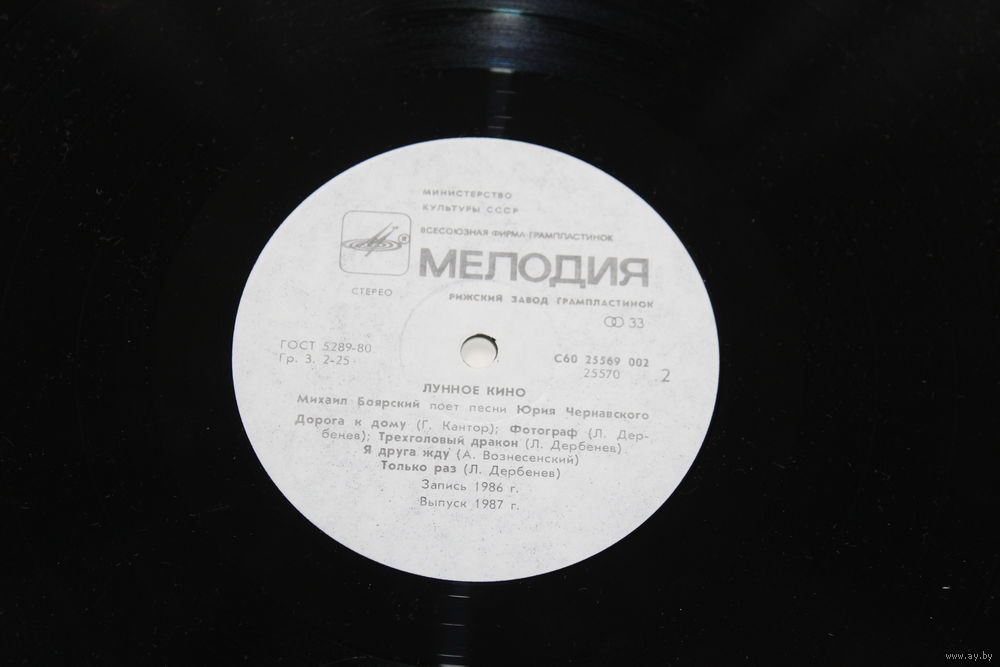 МИНИСТЕРСТВО
КУЛЬТУРЫ СССР
ВСЕСОЮЗНАЯ ФИРМА ГРАМПЛАСТИНОК
МЕЛОДИЯ
®
СТЕРЕО
РИЖСКИЙ ЗАВОД ГРАМПЛАСТИНОК
33
ГОСТ 5289-80
Гр. 3. 2-25
С60 25569 002
25570
2
ЛУННОЕ КИНО
Михаил Боярский поет песни Юрия Чернавского
Дорога к дому (Г. Кантор); Фотограф (Л. Дер-
бенев); Трехголовый дракон (Л. Дербенев).
Я друга жду (А. Вознесенский)
Только раз (Л. Дербенев)
Запись 1986 г.
Выпуск 1987 г.
www.ay.by